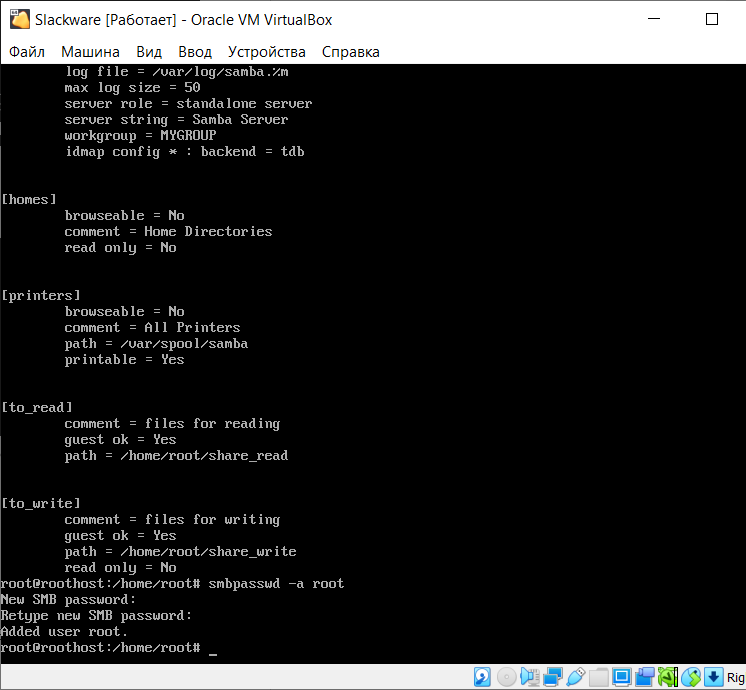 Slackware [Работает] - Oracle VM VirtualBox
Файл Машина Вид Ввод Устройства Справка
log file = /var/log/samba.%m
max log size = 50
server role = standalone server
server string = Samba Server
workgroup = MYGROUP
idmap config * : backend = tdb
[homes]
browseable = No
comment = Home Directories
read only = No
[printers]
browseable = No
comment = All Printers
path = /var/spool/samba
printable = Yes
[to_read]
comment = files for reading
guest ok = Yes
path = /home/root/share_read
[to_write]
comment = files for writing
guest ok = Yes
path = /home/root/share_write
read only = No
root@roothost:/home/root# smbpasswd -a root
New SMB password:
Retype new SMB password:
Added user root.
root@roothost:/home/root# _
Rig